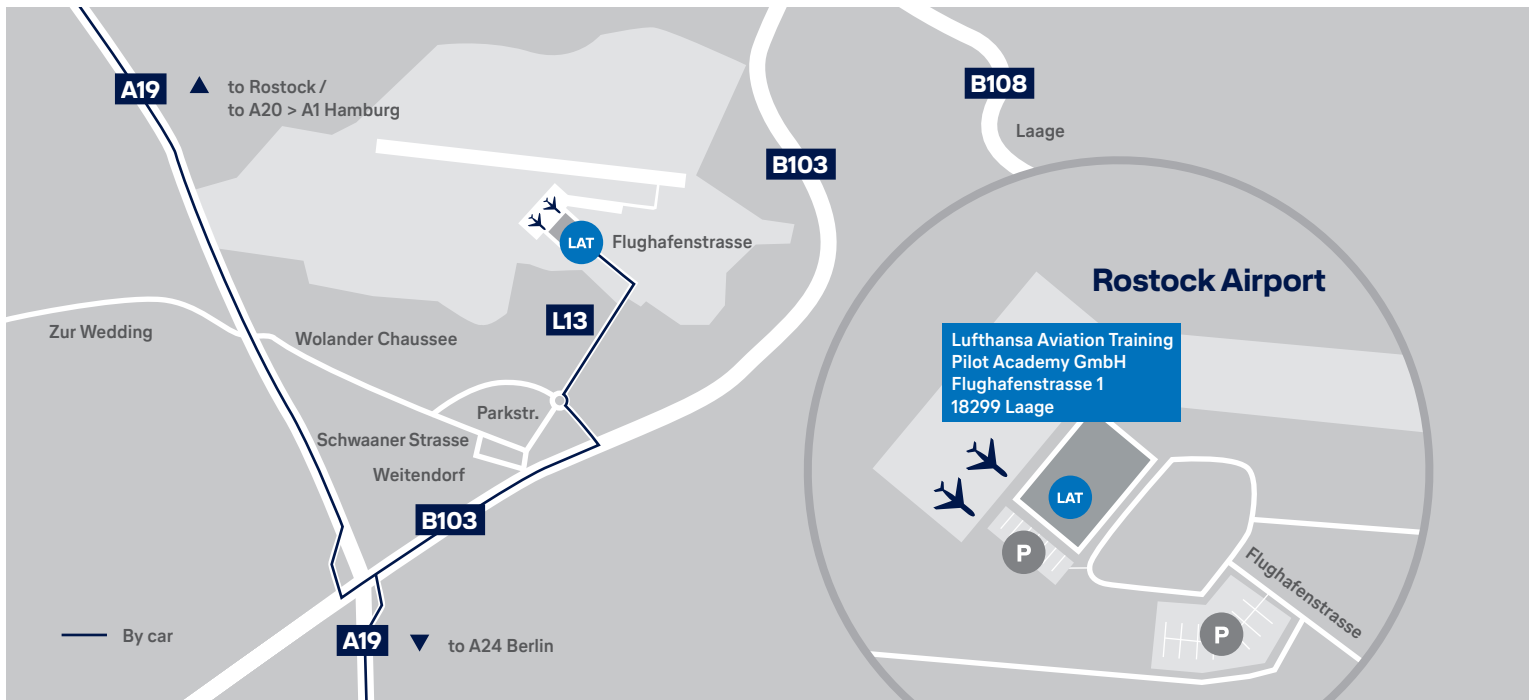 A19
to Rostock /
to A20 > A1 Hamburg
B108
Laage
B103
LAT
Flughafenstrasse
Rostock Airport
L13
Zur Wedding
Wolander Chaussee
Lufthansa Aviation Training
Pilot Academy GmbH
Flughafenstrasse 1
18299 Laage
Parkstr.
Schwaaner Strasse
Weitendorf
LAT
B103
P
Flughafenstrasse
By car
A19
to A24 Berlin
P